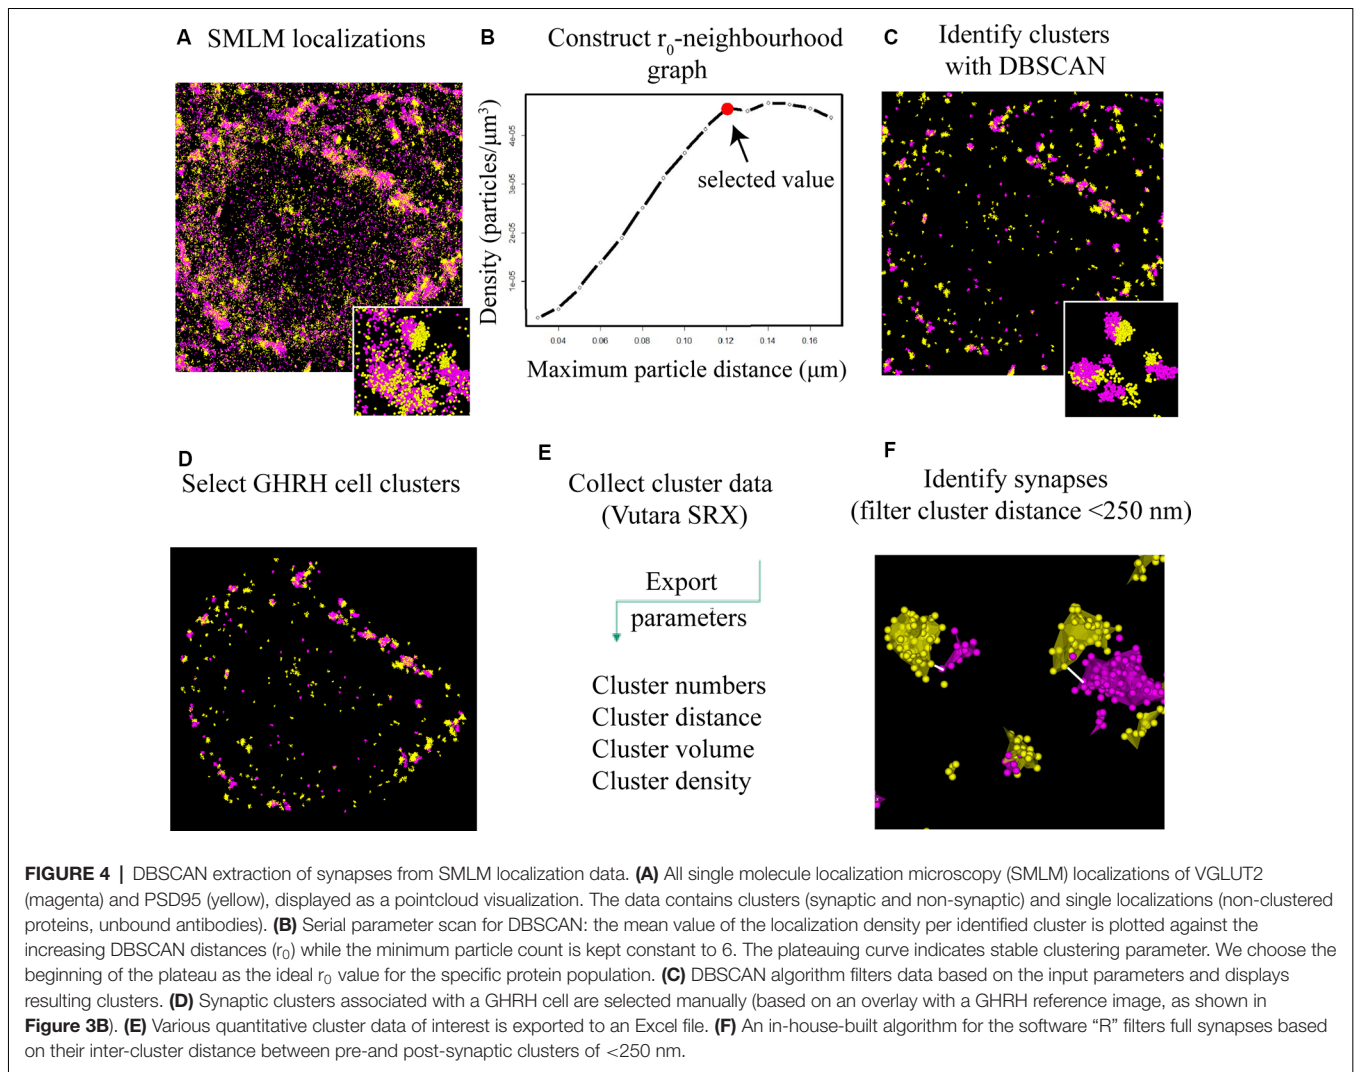 A SMLM localizations
B Construct r0-neighbourhood
graph
C Identify clusters
with DBSCAN
Density (particles/μm3)
4e-05
3e-05
2e-05
1e-05
selected value
0.04 0.06 0.08 0.10 0.12 0.14 0.16
Maximum particle distance (μm)
D
Select GHRH cell clusters
E
Collect cluster data
(Vutara SRX)
Export
parameters
Cluster numbers
Cluster distance
Cluster volume
Cluster density
F
Identify synapses
(filter cluster distance <250 nm)
FIGURE 4 | DBSCAN extraction of synapses from SMLM localization data. (A) All single molecule localization microscopy (SMLM) localizations of VGLUT2
(magenta) and PSD95 (yellow), displayed as a pointcloud visualization. The data contains clusters (synaptic and non-synaptic) and single localizations (non-clustered
proteins, unbound antibodies). (B) Serial parameter scan for DBSCAN: the mean value of the localization density per identified cluster is plotted against the
increasing DBSCAN distances (r0) while the minimum particle count is kept constant to 6. The plateauing curve indicates stable clustering parameter. We choose the
beginning of the plateau as the ideal r0 value for the specific protein population. (C) DBSCAN algorithm filters data based on the input parameters and displays
resulting clusters. (D) Synaptic clusters associated with a GHRH cell are selected manually (based on an overlay with a GHRH reference image, as shown in
Figure 3B). (E) Various quantitative cluster data of interest is exported to an Excel file. (F) An in-house-built algorithm for the software “R” filters full synapses based
on their inter-cluster distance between pre-and post-synaptic clusters of <250 nm.